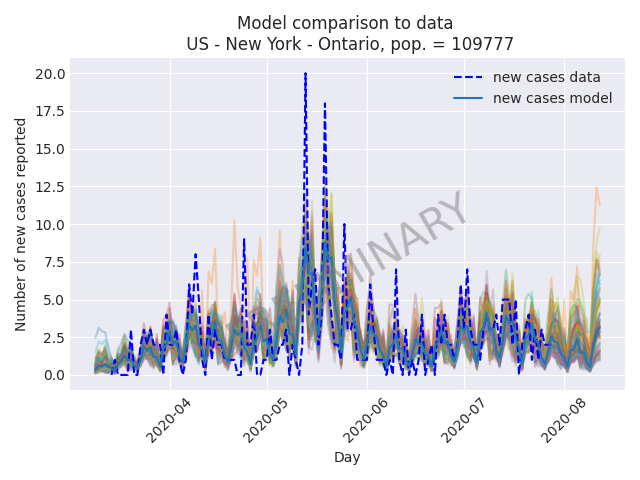 Model comparison to data
US - New York - Ontario, pop. = 109777
new cases data
new cases model
Number of new cases reported
20.0
17.5
15.0
12.5
10.0
7.5
5.0
2.5
0.0
2020-04
2020-05
2020-06
2020-07
2020-08
Day